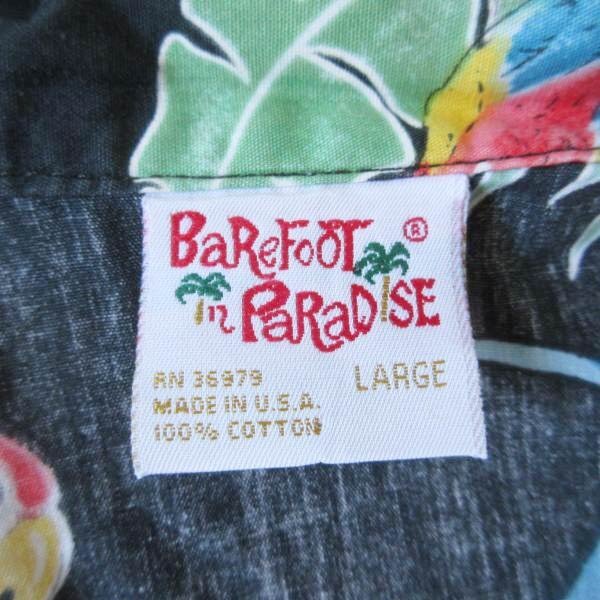 BaReFooT ®
in PaRaDISE
RN 36979 LARGE
MADE IN U.S.A.
100% COTTON